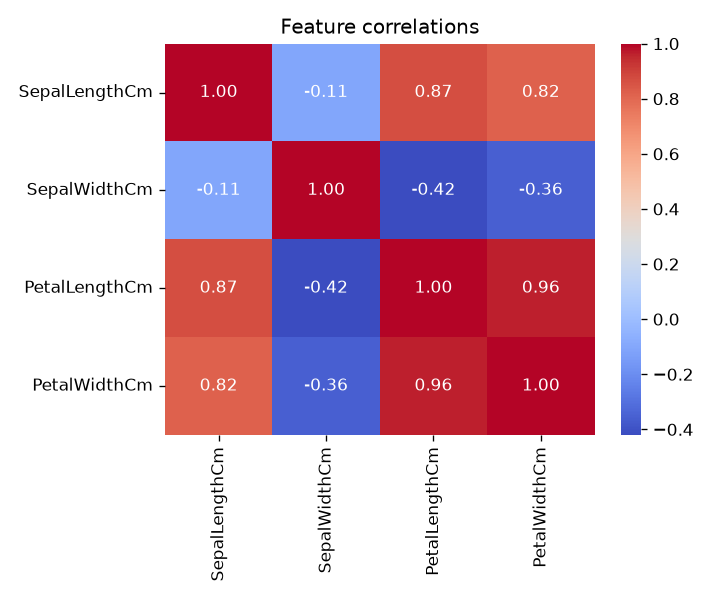 Feature correlations
SepalLengthCm 1.00 -0.11 0.87 0.82
SepalWidthCm -0.11 1.00 -0.42 -0.36
PetalLengthCm 0.87 -0.42 1.00 0.96
PetalWidthCm 0.82 -0.36 0.96 1.00
SepalLengthCm
SepalWidthCm
PetalLengthCm
PetalWidthCm
1.0
0.8
0.6
0.4
0.2
0.0
−0.2
−0.4